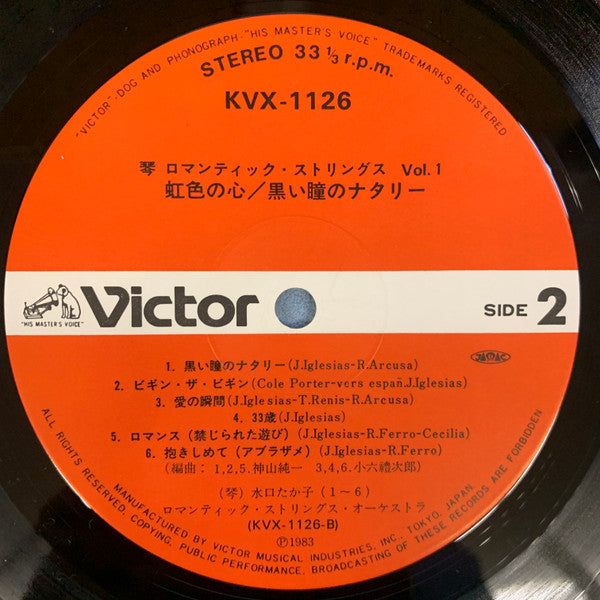 "VICTOR"-DOG AND PHONOGRAPH-"HIS MASTER'S VOICE" TRADEMARKS REGISTERED
STEREO 33 1/3 r.p.m.
KVX-1126
琴 ロマンティック・ストリングス Vol.1
虹色の心／黒い瞳のナタリー
"HIS MASTER'S VOICE"
Victor
SIDE 2
1. 黒い瞳のナタリー(J.Iglesias-R.Arcusa)
JASRAC
2. ビギン・ザ・ビギン(Cole Porter-vers españ.J.Iglesias)
3. 愛の瞬間(J.Iglesias-T.Renis-R.Arcusa)
4. 33歳(J.Iglesias)
5. ロマンス(禁じられた遊び)(J.Iglesias-R.Ferro-Cecilia)
6. 抱きしめて(アブラザメ)(J.Iglesias-R.Ferro)
(編曲：1,2,5.神山純一 3,4,6.小六禮次郎)
(琴)水口たか子(1～6)
ロマンティック・ストリングス・オーケストラ
(KVX-1126-B)
Ⓟ1983
ALL RIGHTS RESERVED. UNAUTHORIZED COPYING, PUBLIC PERFORMANCE, BROADCASTING OF THESE RECORDS ARE FORBIDDEN
MANUFACTURED BY VICTOR MUSICAL INDUSTRIES, INC., TOKYO, JAPAN